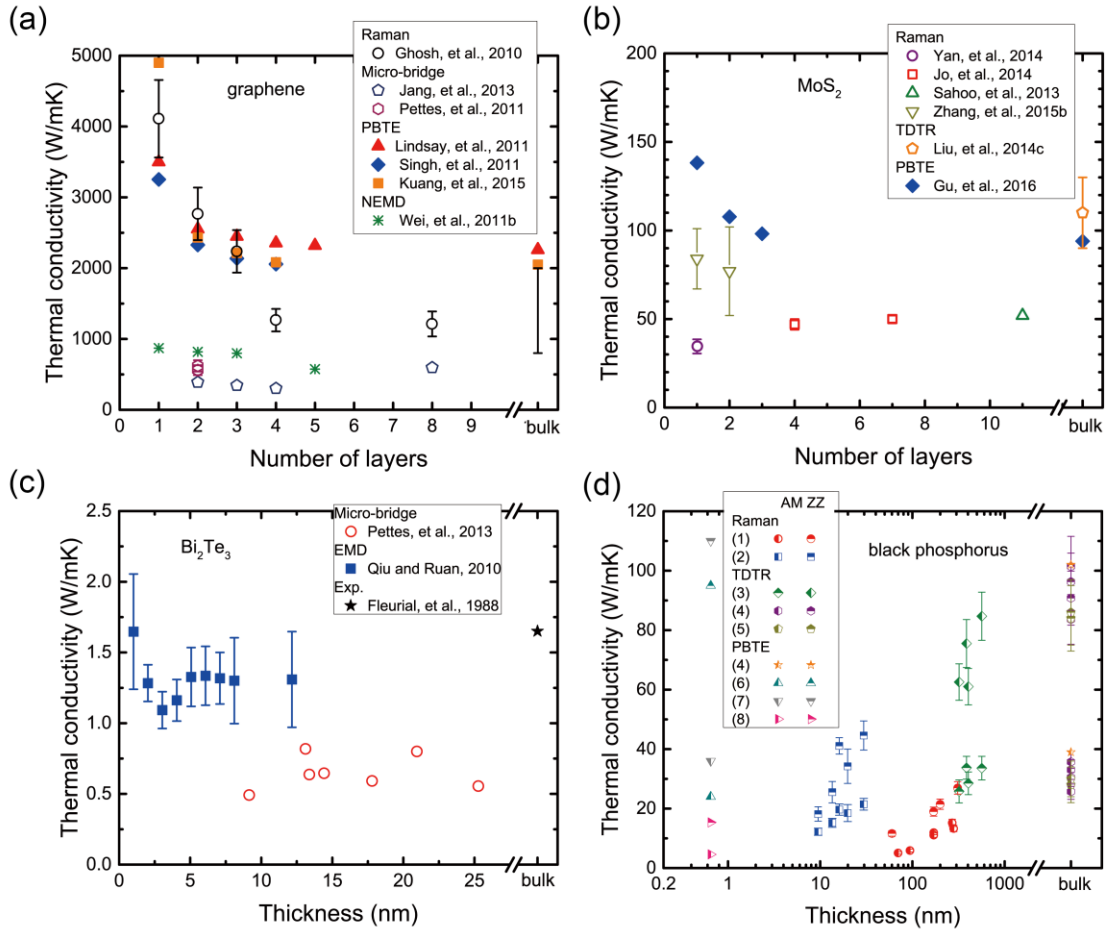 (a)
5000
4000
3000
2000
1000
0
Thermal conductivity (W/mK)
graphene
Raman
Ghosh, et al., 2010
Micro-bridge
Jang, et al., 2013
Pettes, et al., 2011
PBTE
Lindsay, et al., 2011
Singh, et al., 2011
Kuang, et al., 2015
NEMD
Wei, et al., 2011b
0 1 2 3 4 5 6 7 8 9 bulk
Number of layers
(b)
200
150
100
50
0
Thermal conductivity (W/mK)
MoS2
Raman
Yan, et al., 2014
Jo, et al., 2014
Sahoo, et al., 2013
Zhang, et al., 2015b
TDTR
Liu, et al., 2014c
PBTE
Gu, et al., 2016
0 2 4 6 8 10 bulk
Number of layers
(c)
2.5
2.0
1.5
1.0
0.5
0.0
Thermal conductivity (W/mK)
Bi2Te3
Micro-bridge
Pettes, et al., 2013
EMD
Qiu and Ruan, 2010
Exp.
Fleurial, et al., 1988
0 5 10 15 20 25 bulk
Thickness (nm)
(d)
120
100
80
60
40
20
0
Thermal conductivity (W/mK)
AM ZZ
Raman
(1)
(2)
TDTR
(3)
(4)
(5)
PBTE
(4)
(6)
(7)
(8)
black phosphorus
0.2 1 10 100 1000 bulk
Thickness (nm)